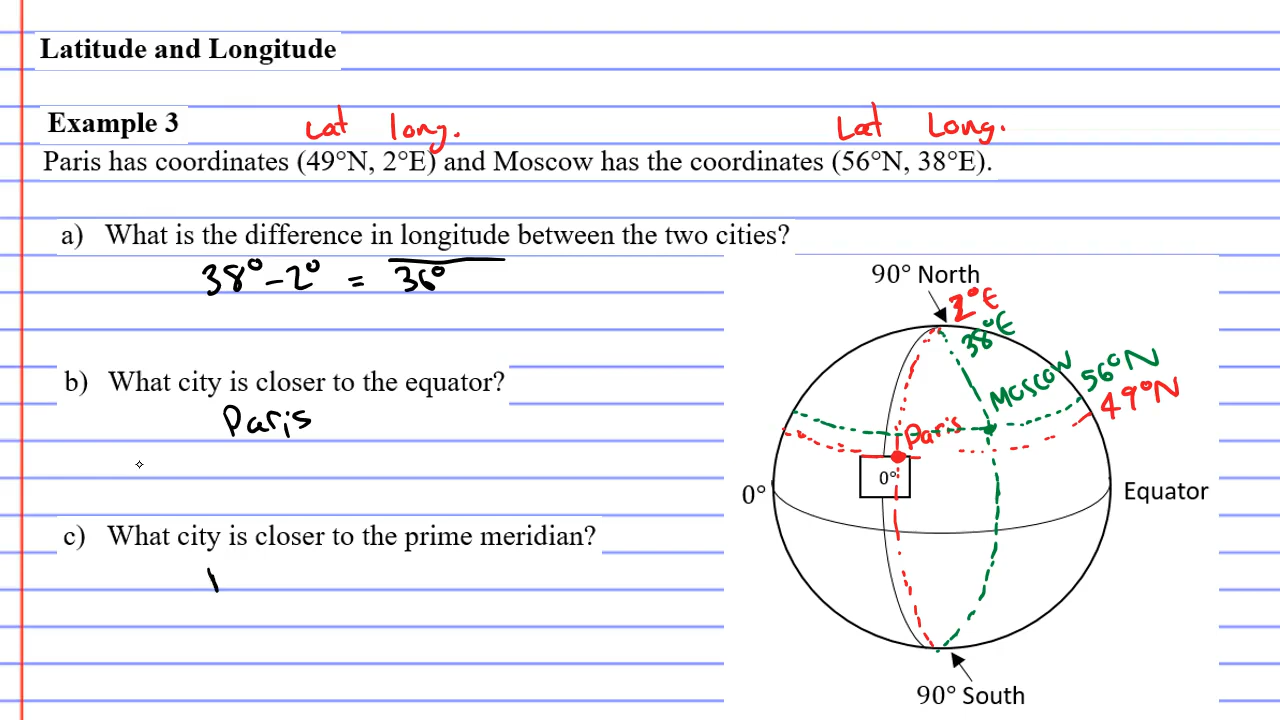 Latitude and Longitude
Example 3
Lat long. Lat Long.
Paris has coordinates (49°N, 2°E) and Moscow has the coordinates (56°N, 38°E).
a) What is the difference in longitude between the two cities?
38° - 2° = 36°
90° North
2°E
38°E
b) What city is closer to the equator?
Paris
Moscow
56°N
49°N
Paris
0°
0°
Equator
c) What city is closer to the prime meridian?
90° South